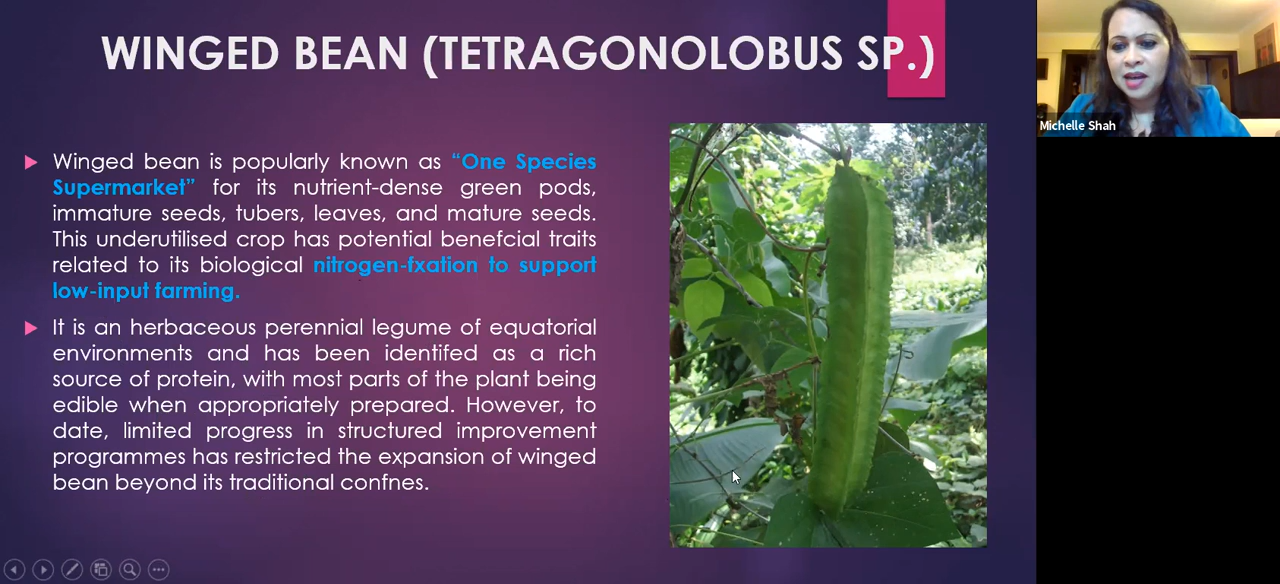 WINGED BEAN (TETRAGONOLOBUS SP.)
Winged bean is popularly known as “One Species
Supermarket” for its nutrient-dense green pods,
immature seeds, tubers, leaves, and mature seeds.
This underutilised crop has potential benefcial traits
related to its biological nitrogen-fxation to support
low-input farming.
It is an herbaceous perennial legume of equatorial
environments and has been identifed as a rich
source of protein, with most parts of the plant being
edible when appropriately prepared. However, to
date, limited progress in structured improvement
programmes has restricted the expansion of winged
bean beyond its traditional confnes.
Michelle Shah